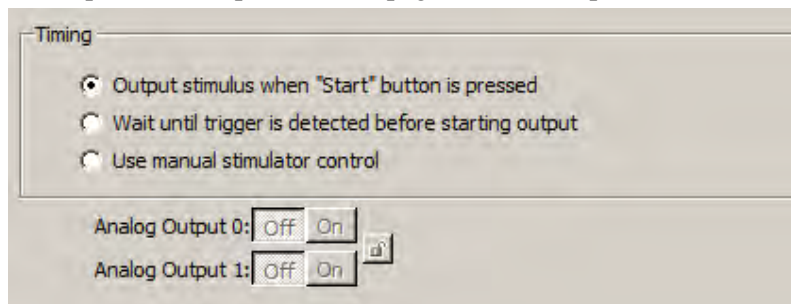 Timing
Output stimulus when "Start" button is pressed
Wait until trigger is detected before starting output
Use manual stimulator control
Analog Output 0: Off On
Analog Output 1: Off On